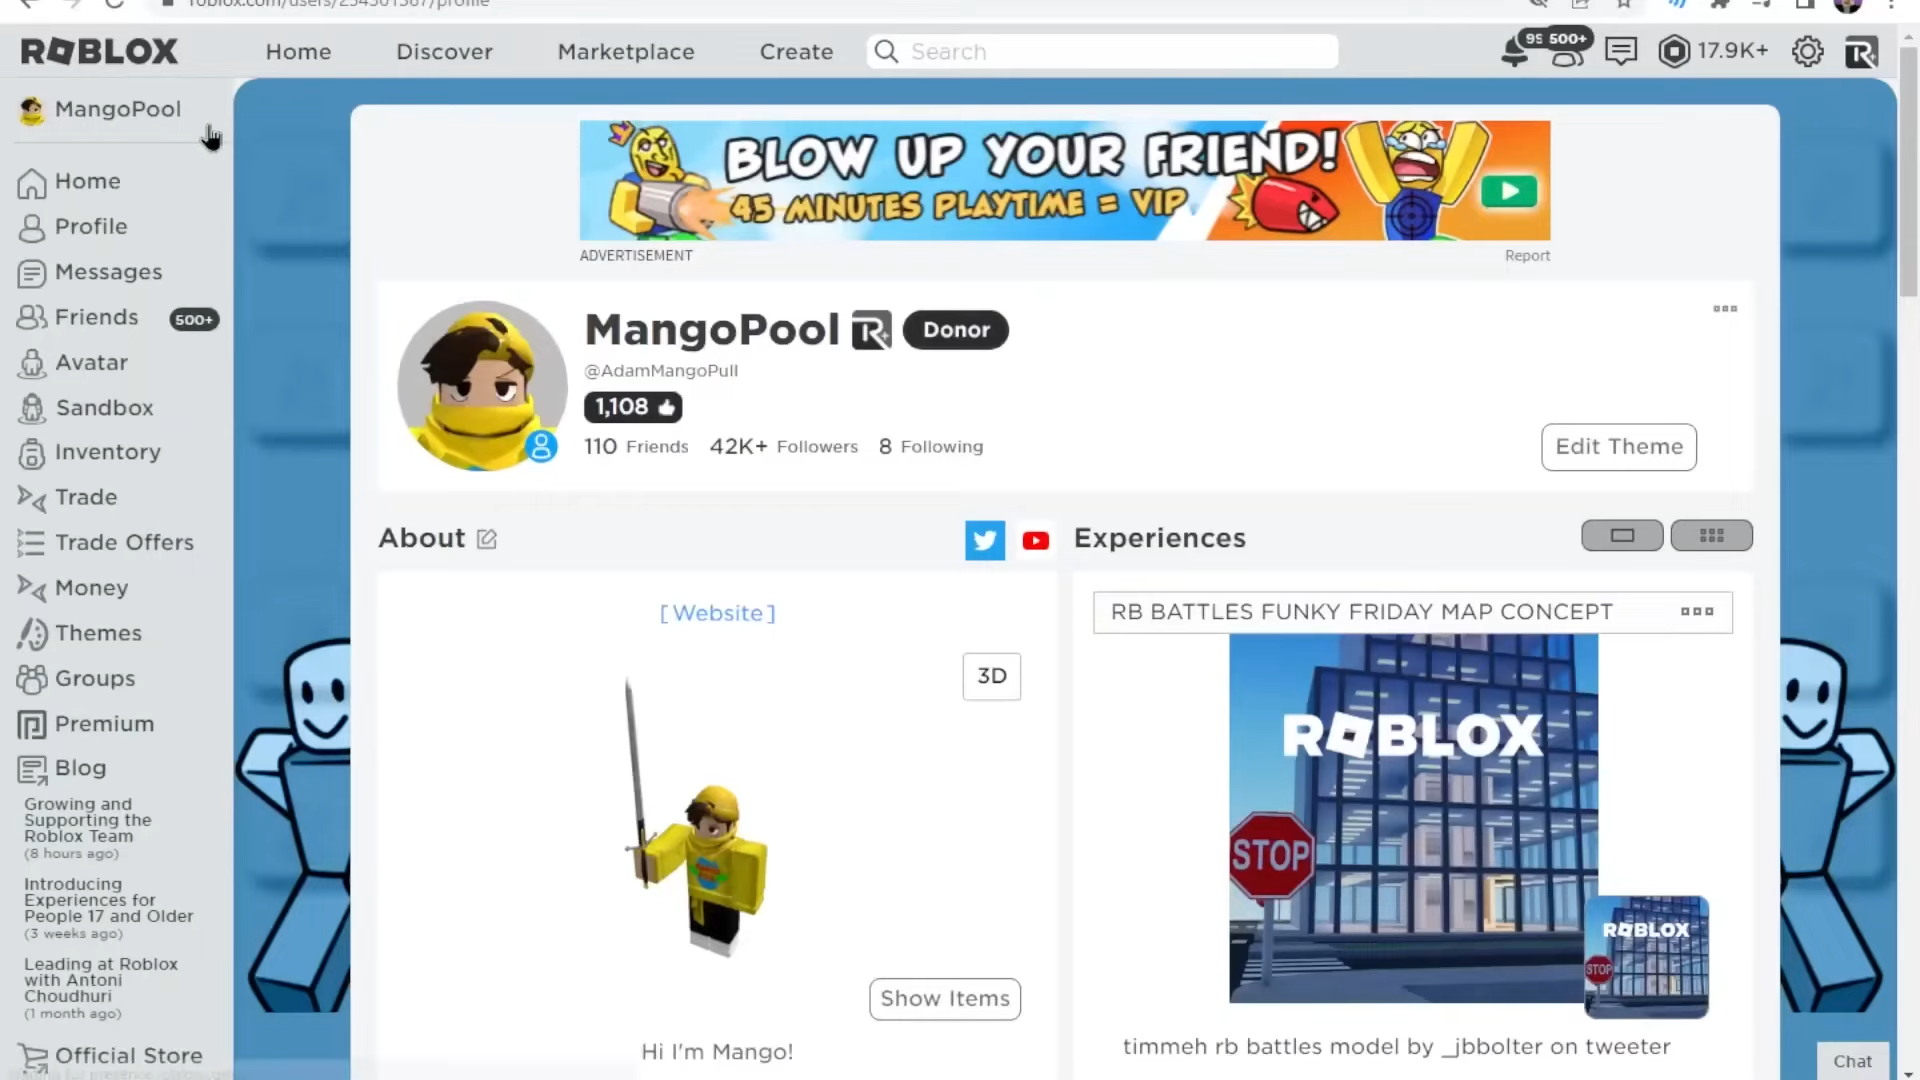 ROBLOX
Home
Discover
Marketplace
Create
Search
500+
17.9K+
MangoPool
Home
Profile
Messages
Friends
500+
Avatar
Sandbox
Inventory
Trade
Trade Offers
Money
Themes
Groups
Premium
Blog
Growing and
Supporting the
Roblox Team
(8 hours ago)
Introducing
Experiences for
People 17 and Older
(3 weeks ago)
Leading at Roblox
with Antoni
Choudhuri
(1 month ago)
Official Store
BLOW UP YOUR FRIEND!
45 MINUTES PLAYTIME = VIP
ADVERTISEMENT
Report
MangoPool
Donor
@AdamMangoPull
1,108
110 Friends 42K+ Followers 8 Following
Edit Theme
About
[ Website ]
3D
Show Items
Hi I'm Mango!
Experiences
RB BATTLES FUNKY FRIDAY MAP CONCEPT
ROBLOX
STOP
ROBLOX
STOP
timmeh rb battles model by _jbbolter on tweeter
Chat